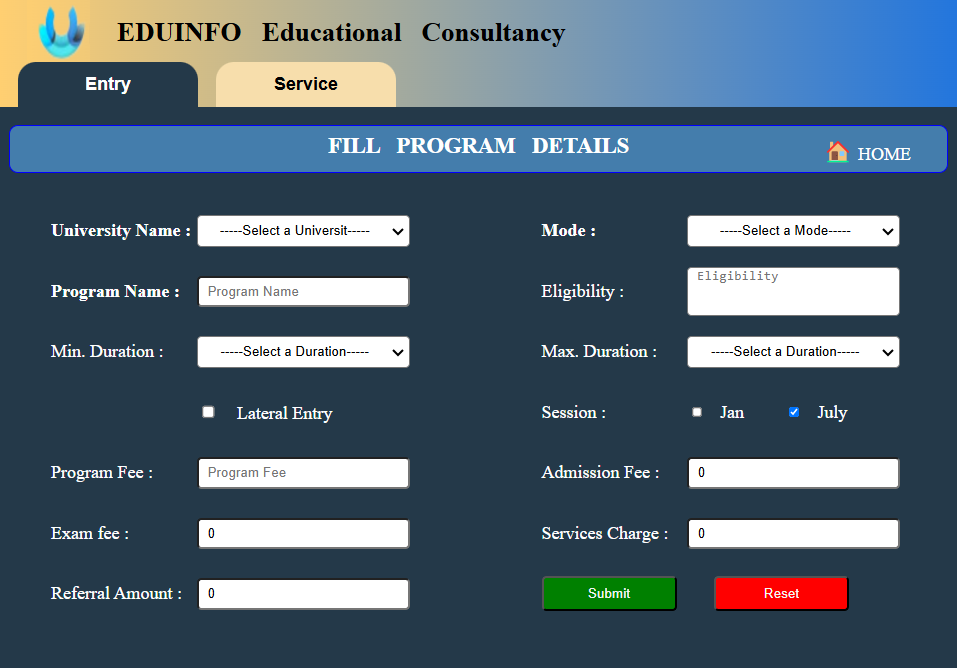 EDUINFO Educational Consultancy
Entry Service
FILL PROGRAM DETAILS
HOME
University Name : -----Select a Universit----- Mode : -----Select a Mode-----
Program Name : Program Name Eligibility : Eligibility
Min. Duration : -----Select a Duration----- Max. Duration : -----Select a Duration-----
Lateral Entry Session : Jan July
Program Fee : Program Fee Admission Fee : 0
Exam fee : 0 Services Charge : 0
Referral Amount : 0 Submit Reset